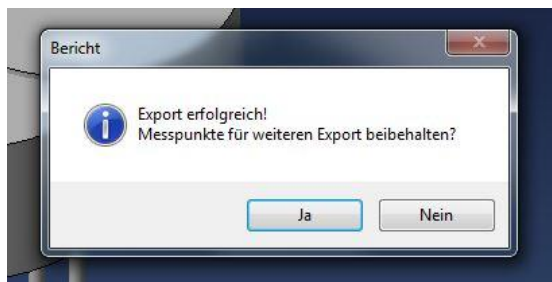 Bericht
Export erfolgreich!
Messpunkte für weiteren Export beibehalten?
Ja
Nein